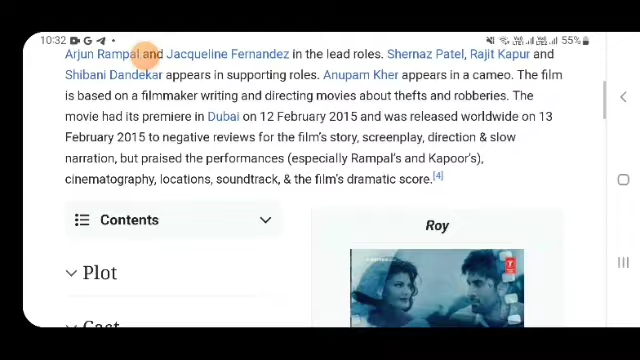 10:32 55%
Arjun Rampal and Jacqueline Fernandez in the lead roles. Shernaz Patel, Rajit Kapur and
Shibani Dandekar appears in supporting roles. Anupam Kher appears in a cameo. The film
is based on a filmmaker writing and directing movies about thefts and robberies. The
movie had its premiere in Dubai on 12 February 2015 and was released worldwide on 13
February 2015 to negative reviews for the film's story, screenplay, direction & slow
narration, but praised the performances (especially Rampal's and Kapoor's),
cinematography, locations, soundtrack, & the film's dramatic score.[4]
Contents
Roy
Plot
Cast